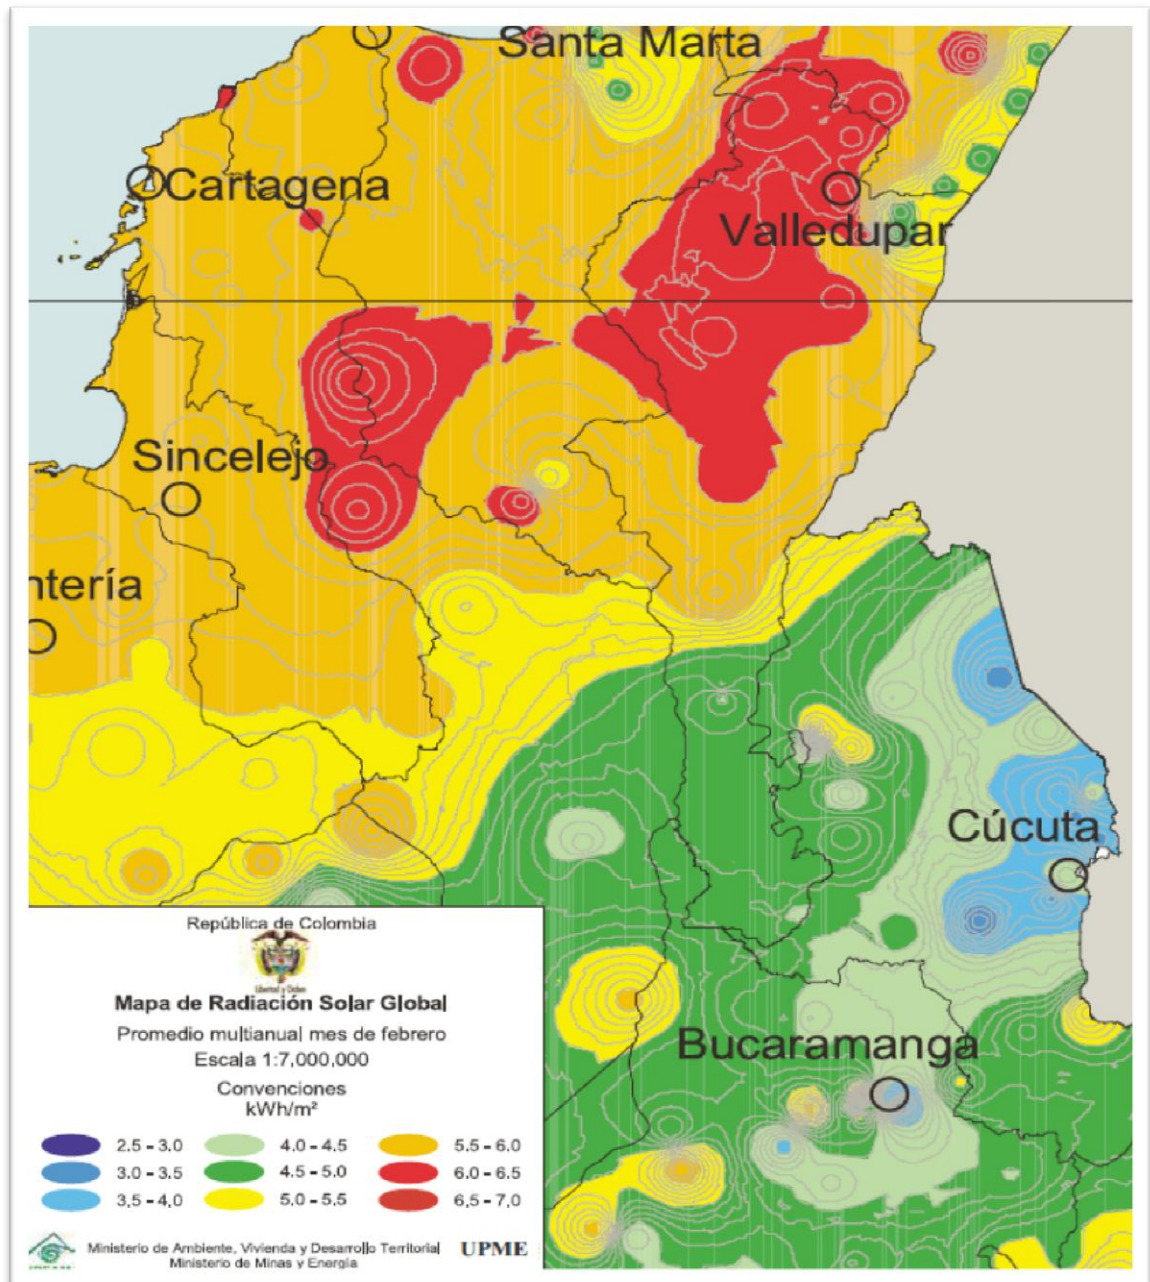 Santa Marta
Cartagena
Valledupar
Sincelejo
ntería
Cúcuta
Bucaramanga
República de Colombia
Libertad y Orden
Mapa de Radiación Solar Global
Promedio multianual mes de febrero
Escala 1:7,000,000
Convenciones
kWh/m²
2.5 - 3.0 4.0 - 4.5 5.5 - 6.0
3.0 - 3.5 4.5 - 5.0 6.0 - 6.5
3,5 - 4,0 5.0 - 5.5 6,5 - 7,0
Ministerio de Ambiente, Vivienda y Desarrollo Territorial UPME
Ministerio de Minas y Energía